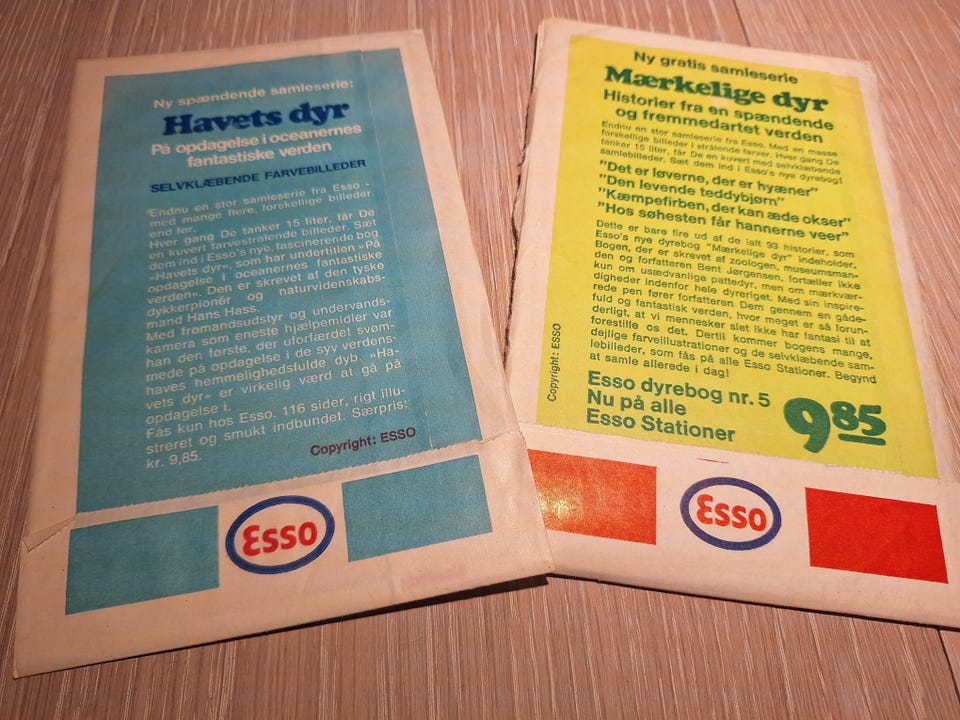 Ny spændende samleserie:
Havets dyr
På opdagelse i oceanernes
fantastiske verden
SELVKLÆBENDE FARVEBILLEDER
Endnu en stor samleserie fra Esso -
med mange flere, forskellige billeder
end før.
Hver gang De tanker 15 liter, får De
en kuvert farvestrålende billeder. Sæt
dem ind i Esso's nye, fascinerende bog
»Havets dyr«, som har undertitlen »På
opdagelse i oceanernes fantastiske
verden«. Den er skrevet af den tyske
dykkerpionér og naturvidenskabs-
mand Hans Hass.
Med frømandsudstyr og undervands-
kamera som eneste hjælpemidler var
han den første, der uforfærdet svøm-
mede på opdagelse i de syv verdens-
haves hemmelighedsfulde dyb. »Ha-
vets dyr« er virkelig værd at gå på
opdagelse i.
Fås kun hos Esso. 116 sider, rigt illu-
streret og smukt indbundet. Særpris:
kr. 9,85.
Copyright: ESSO
Esso
Ny gratis samleserie
Mærkelige dyr
Historier fra en spændende
og fremmedartet verden
Endnu en stor samleserie fra Esso. Med en masse
forskellige billeder i strålende farver. Hver gang De
tanker 15 liter, får De en kuvert med selvklæbende
samlebilleder. Sæt dem ind i Esso's nye dyrebog!
"Det er løverne, der er hyæner"
"Den levende teddybjørn"
"Kæmpefirben, der kan æde okser"
"Hos søhesten får hannerne veer"
Dette er bare fire ud af de ialt 93 historier, som
Esso's nye dyrebog "Mærkelige dyr" indeholder.
Bogen, der er skrevet af zoologen, museumsman-
den og forfatteren Bent Jørgensen, fortæller ikke
kun om usædvanlige pattedyr, men om mærkvær-
digheder indenfor hele dyreriget. Med sin inspire-
rede pen fører forfatteren Dem gennem en gåde-
fuld og fantastisk verden, hvor meget er så forun-
derligt, at vi mennesker slet ikke har fantasi til at
forestille os det. Dertil kommer bogens mange,
dejlige farveillustrationer og de selvklæbende sam-
lebilleder, som fås på alle Esso Stationer. Begynd
at samle allerede i dag!
Copyright: ESSO
Esso dyrebog nr. 5
Nu på alle
Esso Stationer
985
Esso